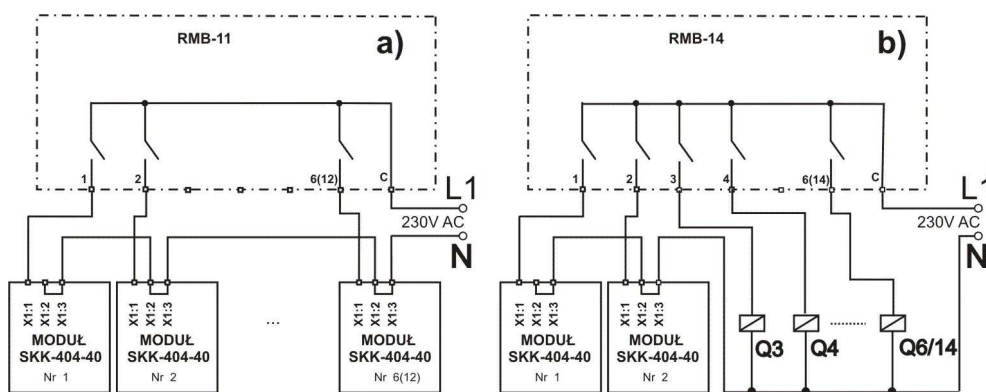 RMB-11
a)
1
2
6(12)
C
L1
230V AC
N
X1:1
X1:2
X1:3
MODUŁ
SKK-404-40
Nr 1
X1:1
X1:2
X1:3
MODUŁ
SKK-404-40
Nr 2
...
X1:1
X1:2
X1:3
MODUŁ
SKK-404-40
Nr 6(12)
RMB-14
b)
1
2
3
4
6(14)
C
L1
230V AC
N
X1:1
X1:2
X1:3
MODUŁ
SKK-404-40
Nr 1
X1:1
X1:2
X1:3
MODUŁ
SKK-404-40
Nr 2
Q3
Q4
Q6/14